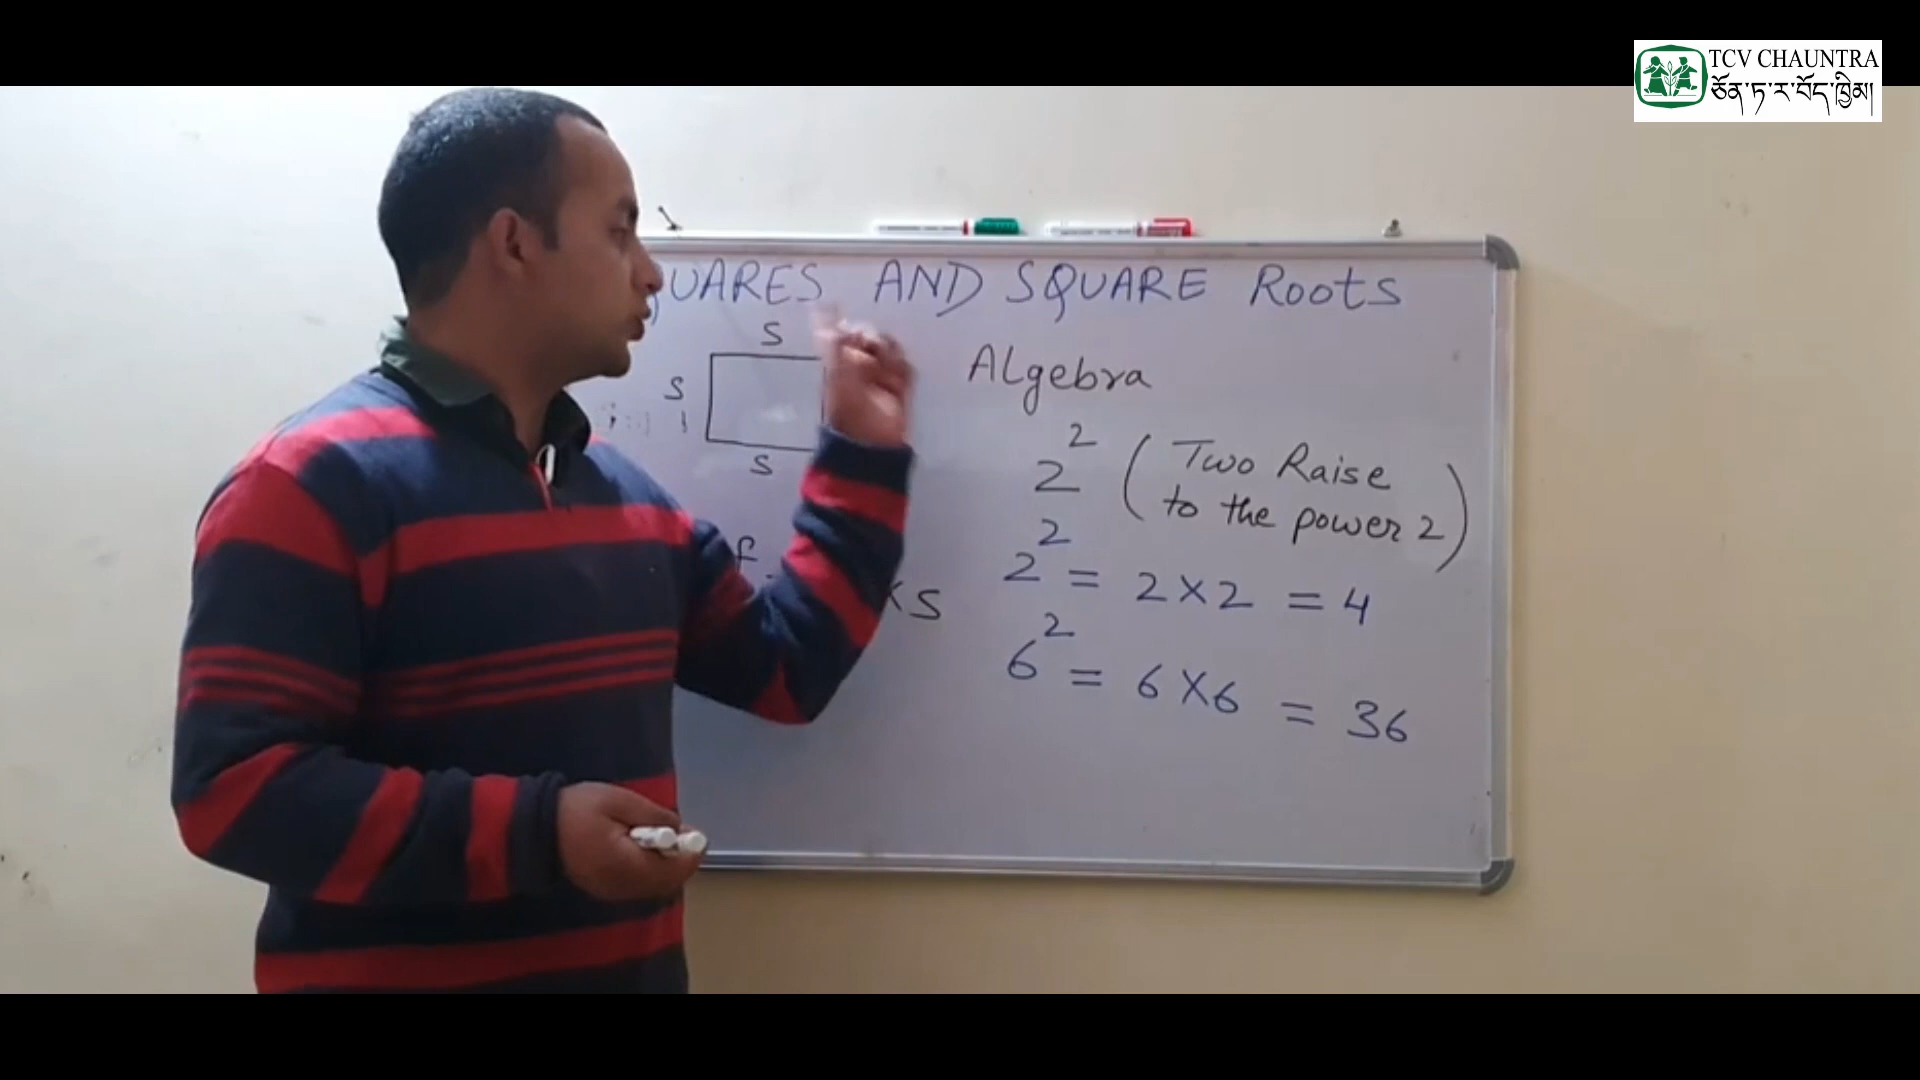 TCV CHAUNTRA
ཅོན་ཏ་ར་བོད་ཁྱིམ།
QUARES AND SQUARE Roots
S
S
S
Algebra
2² (Two Raise
to the power 2)
2² = 2×2 = 4
×S
6² = 6×6 = 36